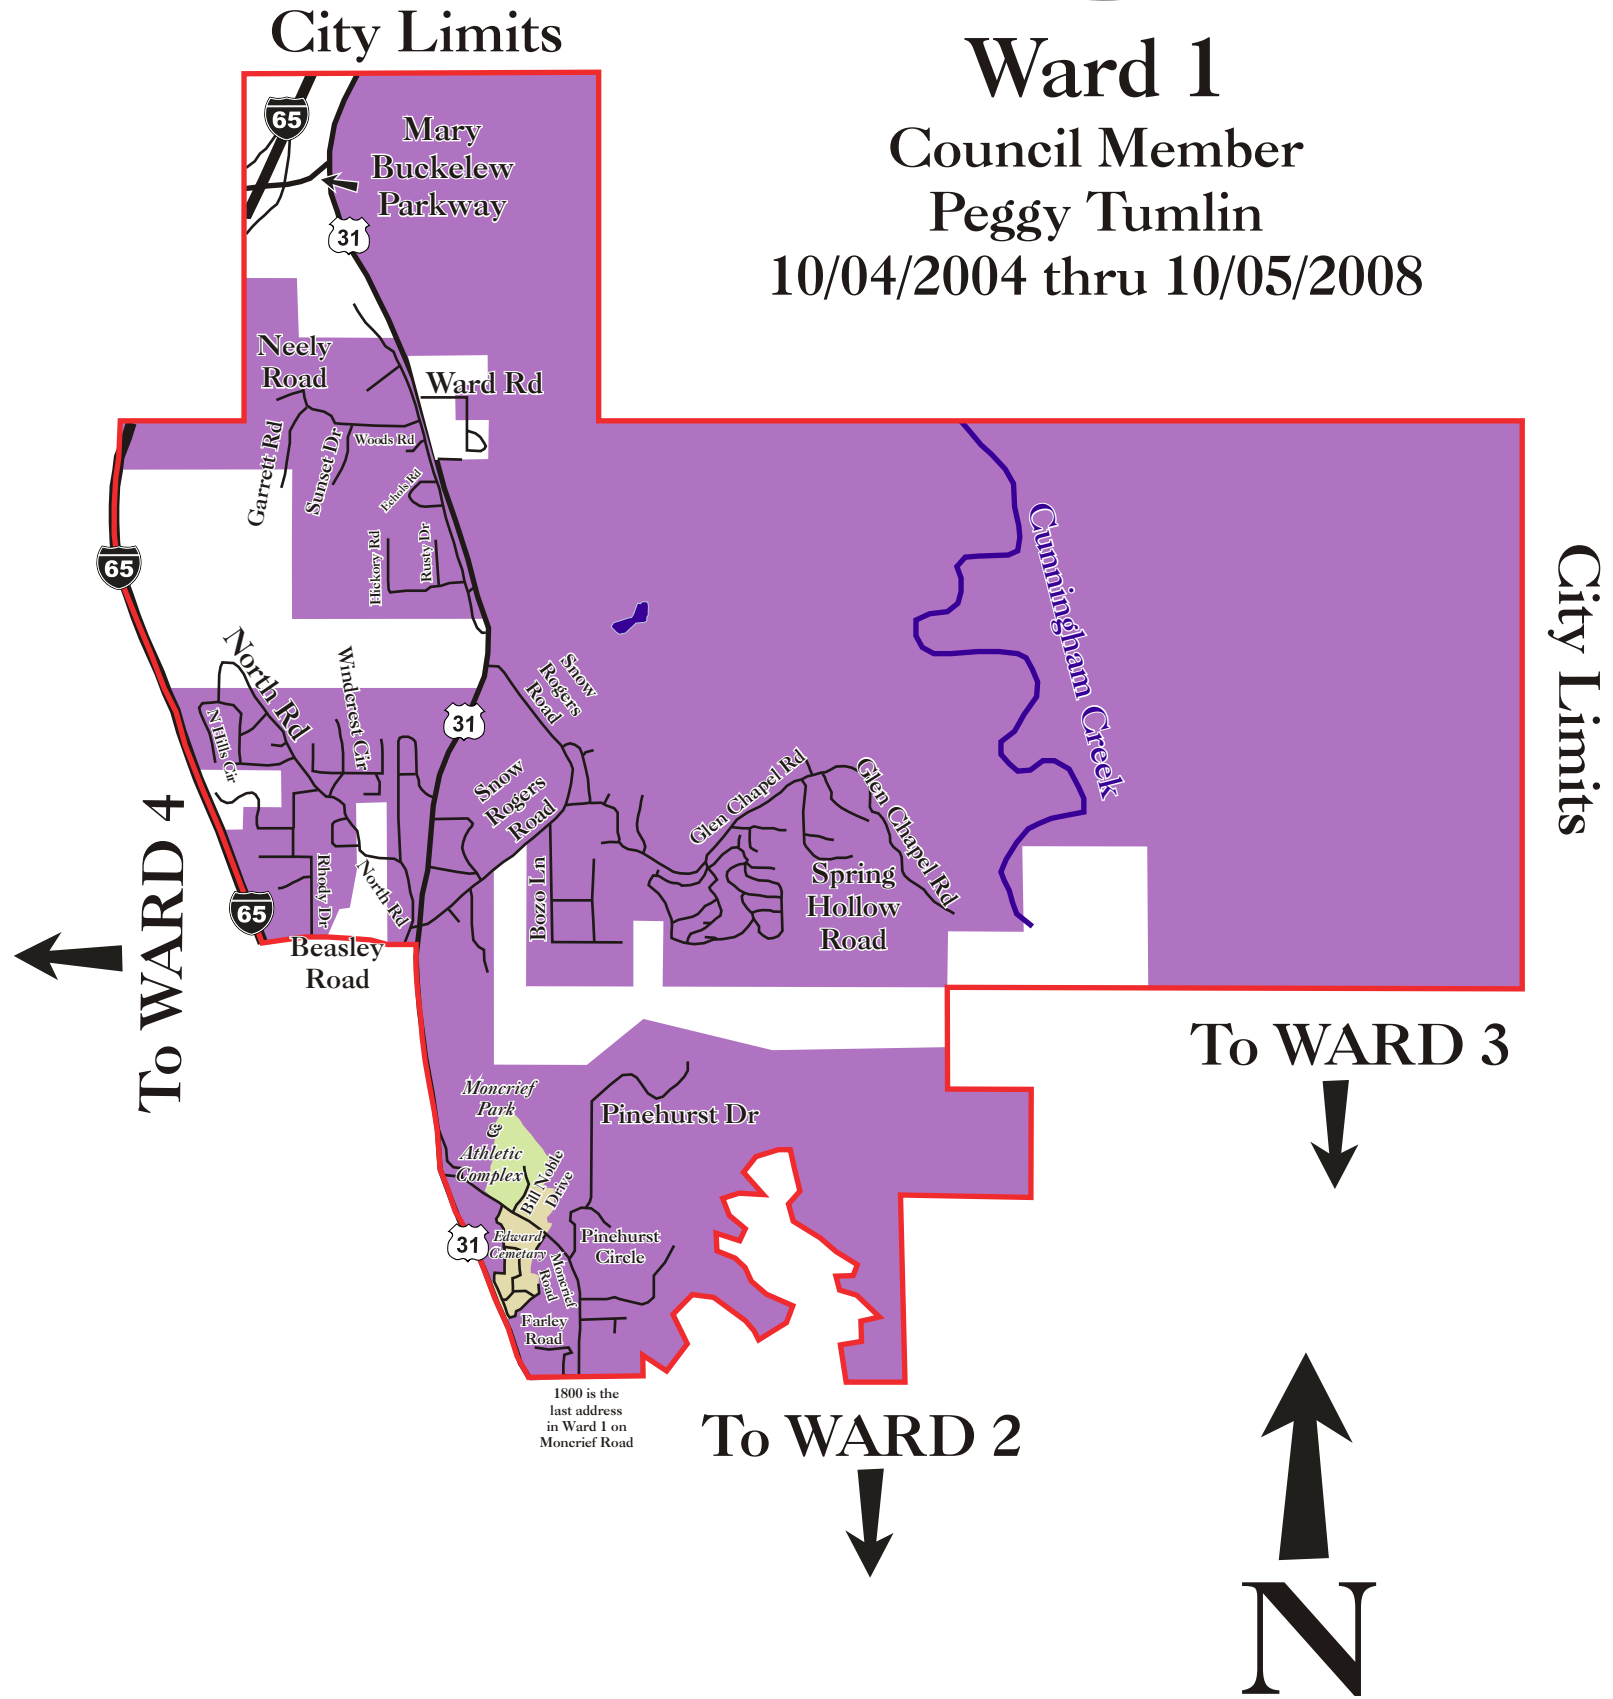 City Limits
Ward 1
Council Member
Peggy Tumlin
10/04/2004 thru 10/05/2008
65
Mary
Buckelew
Parkway
31
Neely
Road
Ward Rd
Garrett Rd
Sunset Dr
Woods Rd
Echols Rd
Hickory Rd
Rusty Dr
65
Cunningham Creek
City Limits
North Rd
Windcrest Cir
N Hills Cir
31
Snow
Rogers
Road
Snow
Rogers
Road
Glen Chapel Rd
Glen Chapel Rd
Spring
Hollow
Road
Bozo Ln
Rhody Dr
North Rd
65
Beasley
Road
To WARD 4
To WARD 3
Moncrief
Park
&
Athletic
Complex
Bill Noble
Drive
Pinehurst Dr
31
Edward
Cemetary
Pinehurst
Circle
Moncrief
Road
Farley
Road
1800 is the
last address
in Ward 1 on
Moncrief Road
To WARD 2
N